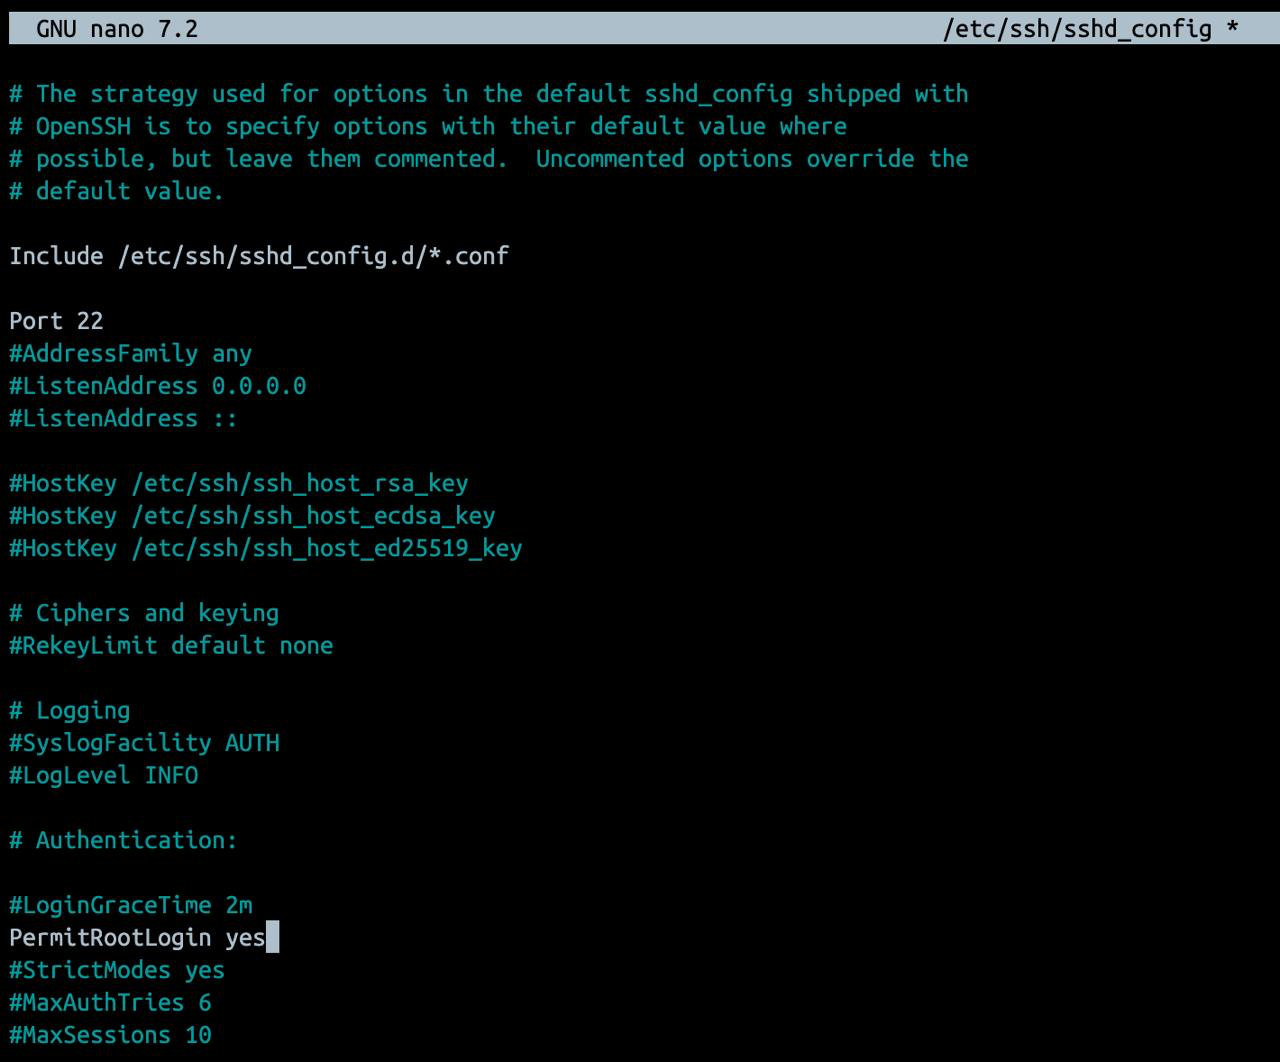 GNU nano 7.2 /etc/ssh/sshd_config *
# The strategy used for options in the default sshd_config shipped with
# OpenSSH is to specify options with their default value where
# possible, but leave them commented.  Uncommented options override the
# default value.
Include /etc/ssh/sshd_config.d/*.conf
Port 22
#AddressFamily any
#ListenAddress 0.0.0.0
#ListenAddress ::
#HostKey /etc/ssh/ssh_host_rsa_key
#HostKey /etc/ssh/ssh_host_ecdsa_key
#HostKey /etc/ssh/ssh_host_ed25519_key
# Ciphers and keying
#RekeyLimit default none
# Logging
#SyslogFacility AUTH
#LogLevel INFO
# Authentication:
#LoginGraceTime 2m
PermitRootLogin yes
#StrictModes yes
#MaxAuthTries 6
#MaxSessions 10